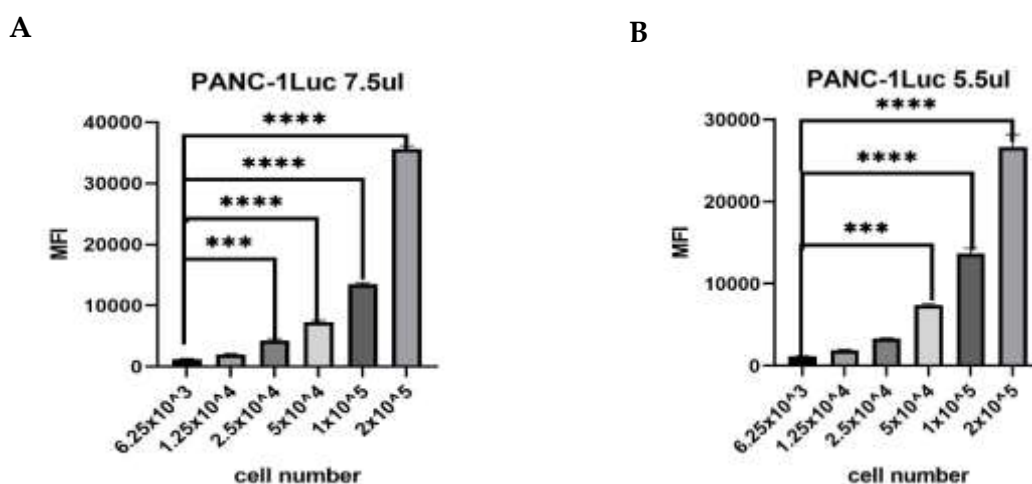 A
PANC-1Luc 7.5ul
MFI
40000
30000
20000
10000
0
****
****
****
***
6.25x10^3
1.25x10^4
2.5x10^4
5x10^4
1x10^5
2x10^5
cell number
B
PANC-1Luc 5.5ul
MFI
30000
20000
10000
0
****
****
***
6.25x10^3
1.25x10^4
2.5x10^4
5x10^4
1x10^5
2x10^5
cell number